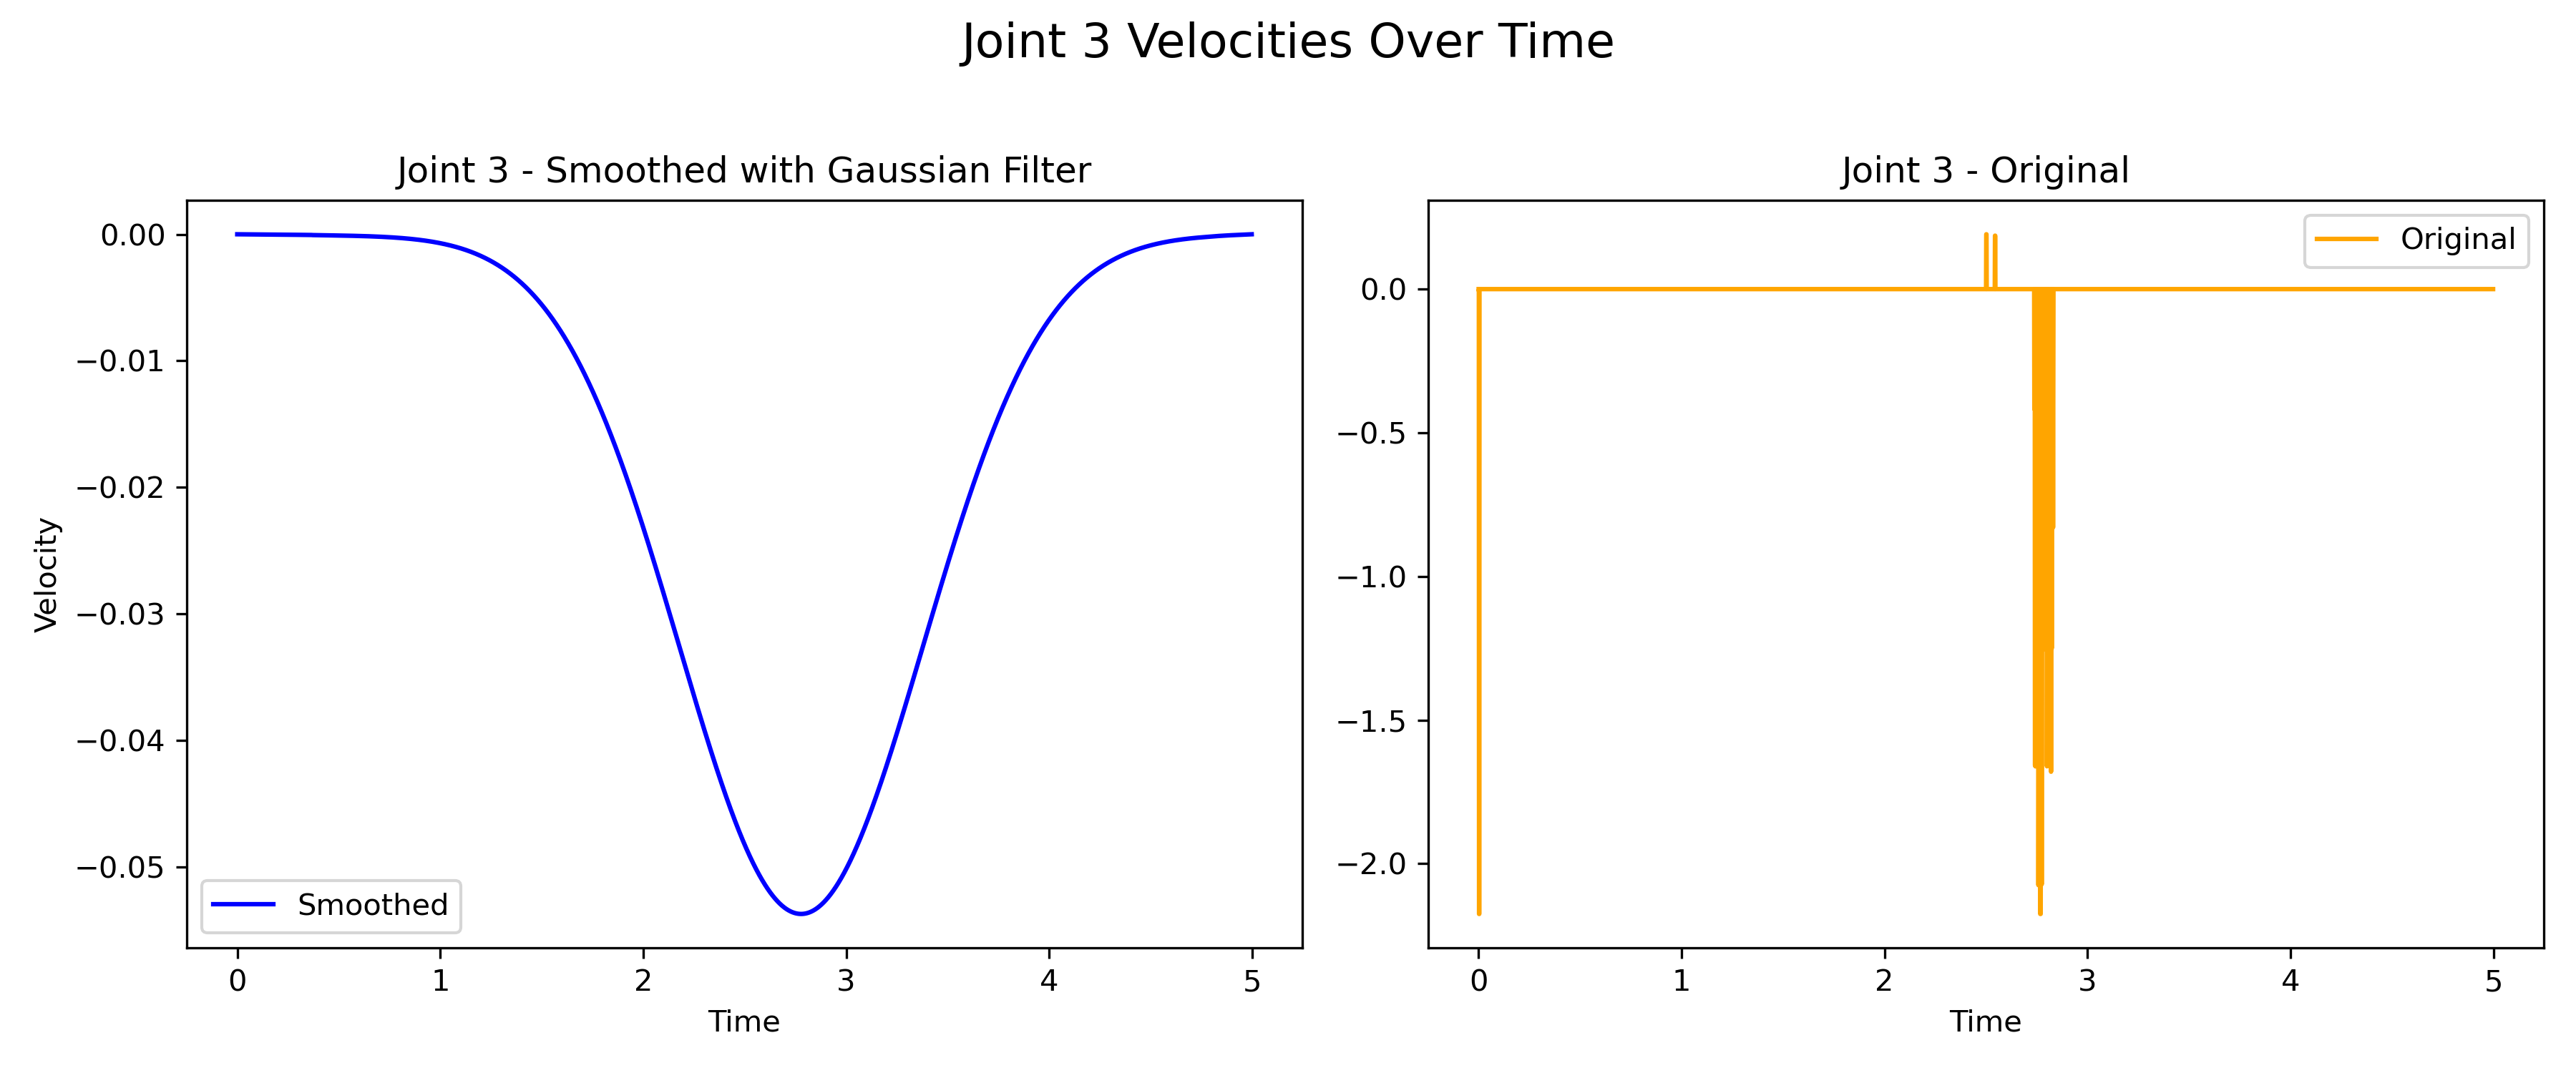 Joint 3 Velocities Over Time
Joint 3 - Smoothed with Gaussian Filter
0.00
−0.01
−0.02
−0.03
−0.04
−0.05
Velocity
Smoothed
0 1 2 3 4 5
Time
Joint 3 - Original
Original
0.0
−0.5
−1.0
−1.5
−2.0
0 1 2 3 4 5
Time